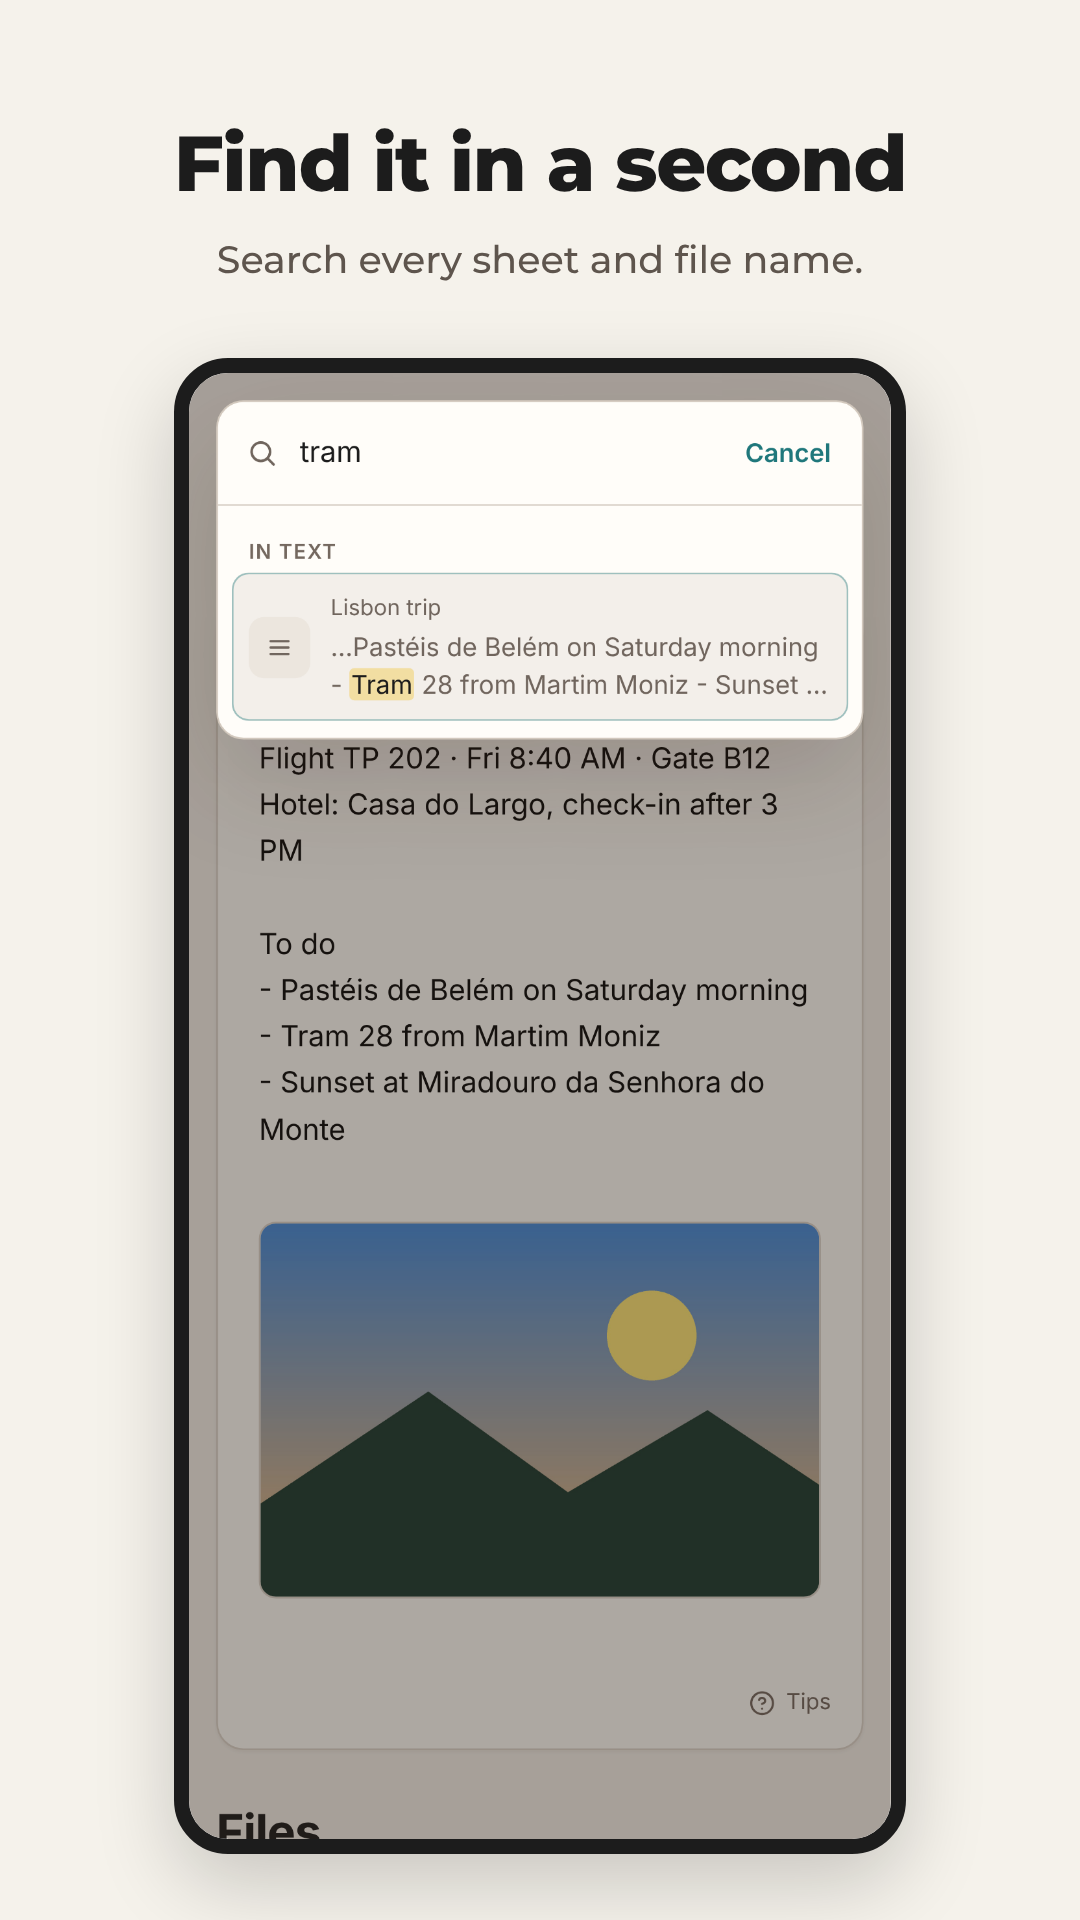 Find it in a second
Search every sheet and file name.
tram
Cancel
IN TEXT
Lisbon trip
...Pastéis de Belém on Saturday morning
- Tram 28 from Martim Moniz - Sunset ...
Flight TP 202 · Fri 8:40 AM · Gate B12
Hotel: Casa do Largo, check-in after 3
PM
To do
- Pastéis de Belém on Saturday morning
- Tram 28 from Martim Moniz
- Sunset at Miradouro da Senhora do
Monte
Tips
Files